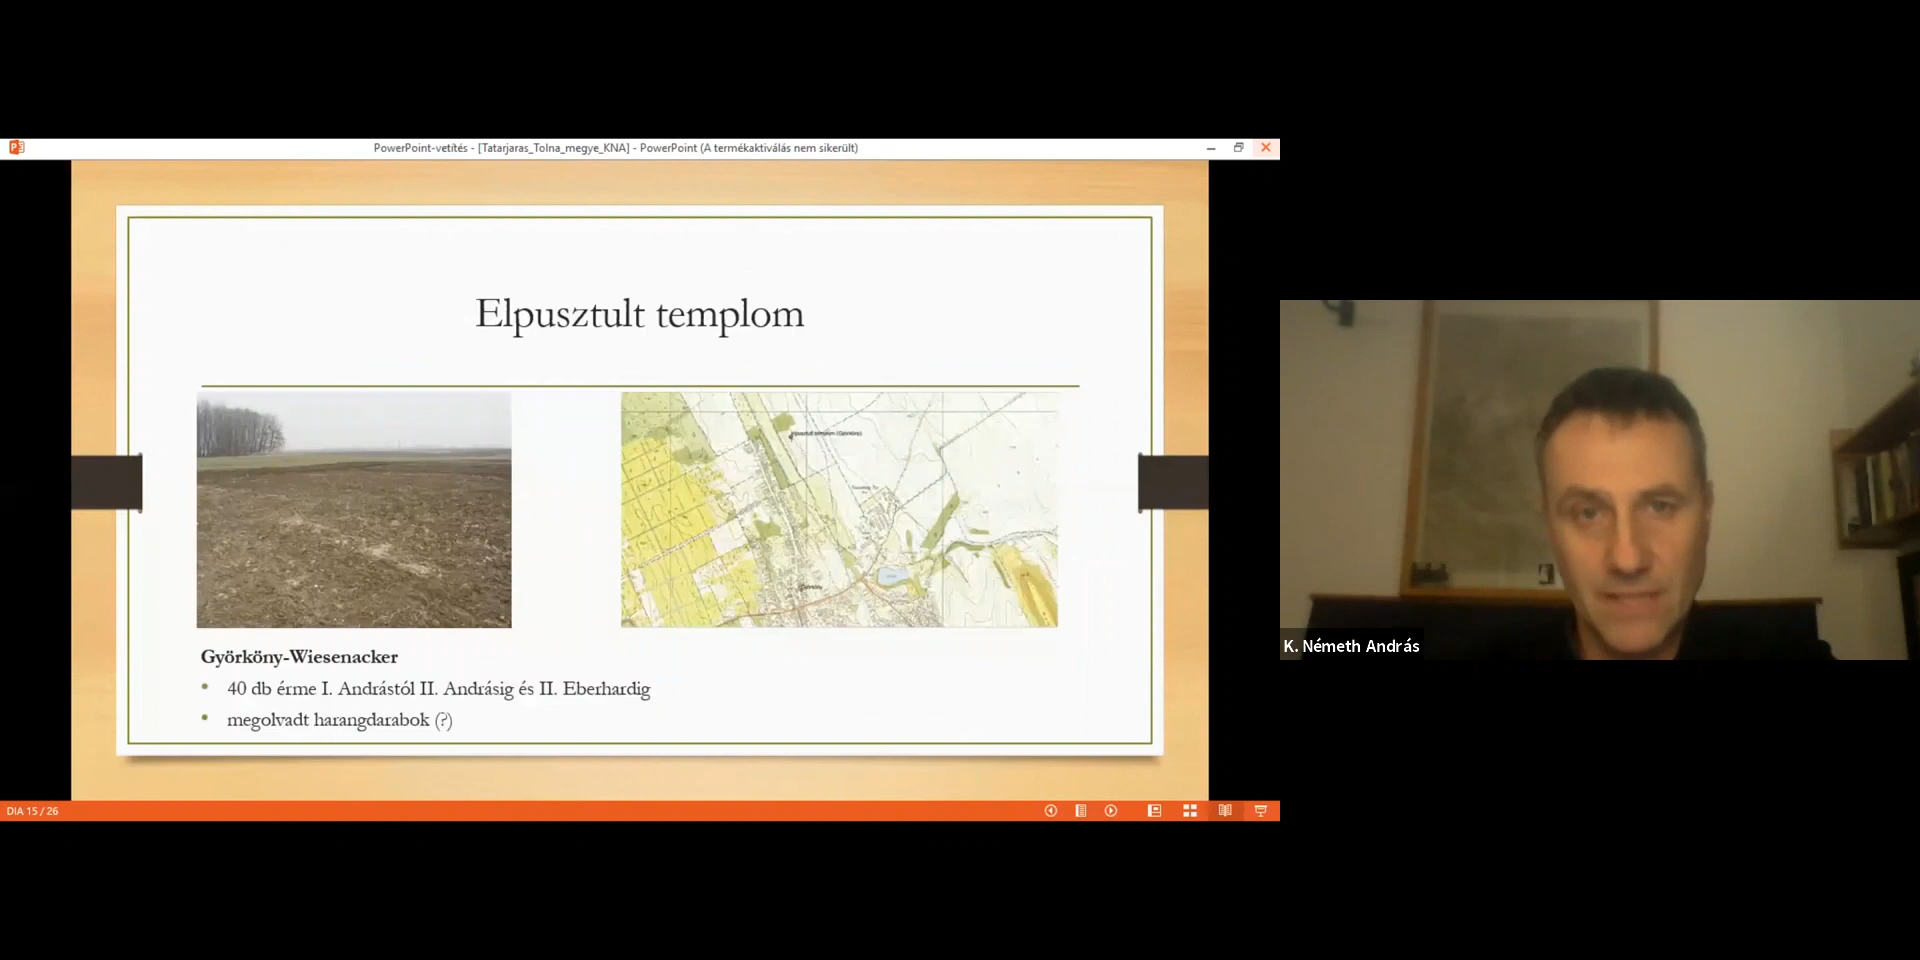 PowerPoint-vetítés - [Tatarjaras_Tolna_megye_KNA] - PowerPoint (A termékaktiválás nem sikerült)
Elpusztult templom
Györköny-Wiesenacker
40 db érme I. Andrástól II. Andrásig és II. Eberhardig
megolvadt harangdarabok (?)
K. Németh András
DIA 15 / 26